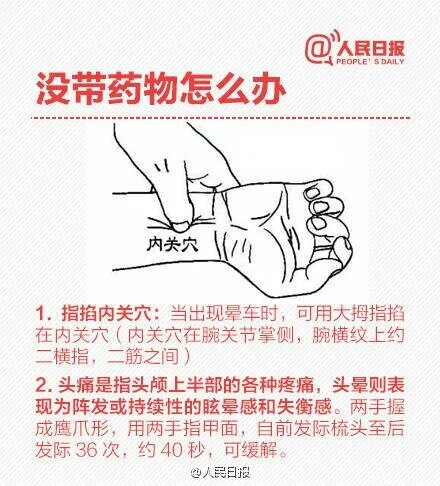 @人民日报
PEOPLE'S DAILY
没带药物怎么办
内关穴
1. 指掐内关穴：当出现晕车时，可用大拇指掐
在内关穴（内关穴在腕关节掌侧，腕横纹上约
二横指，二筋之间）
2. 头痛是指头颅上半部的各种疼痛，头晕则表
现为阵发或持续性的眩晕感和失衡感。两手握
成鹰爪形，用两手指甲面，自前发际梳头至后
发际 36 次，约 40 秒，可缓解。
@人民日报